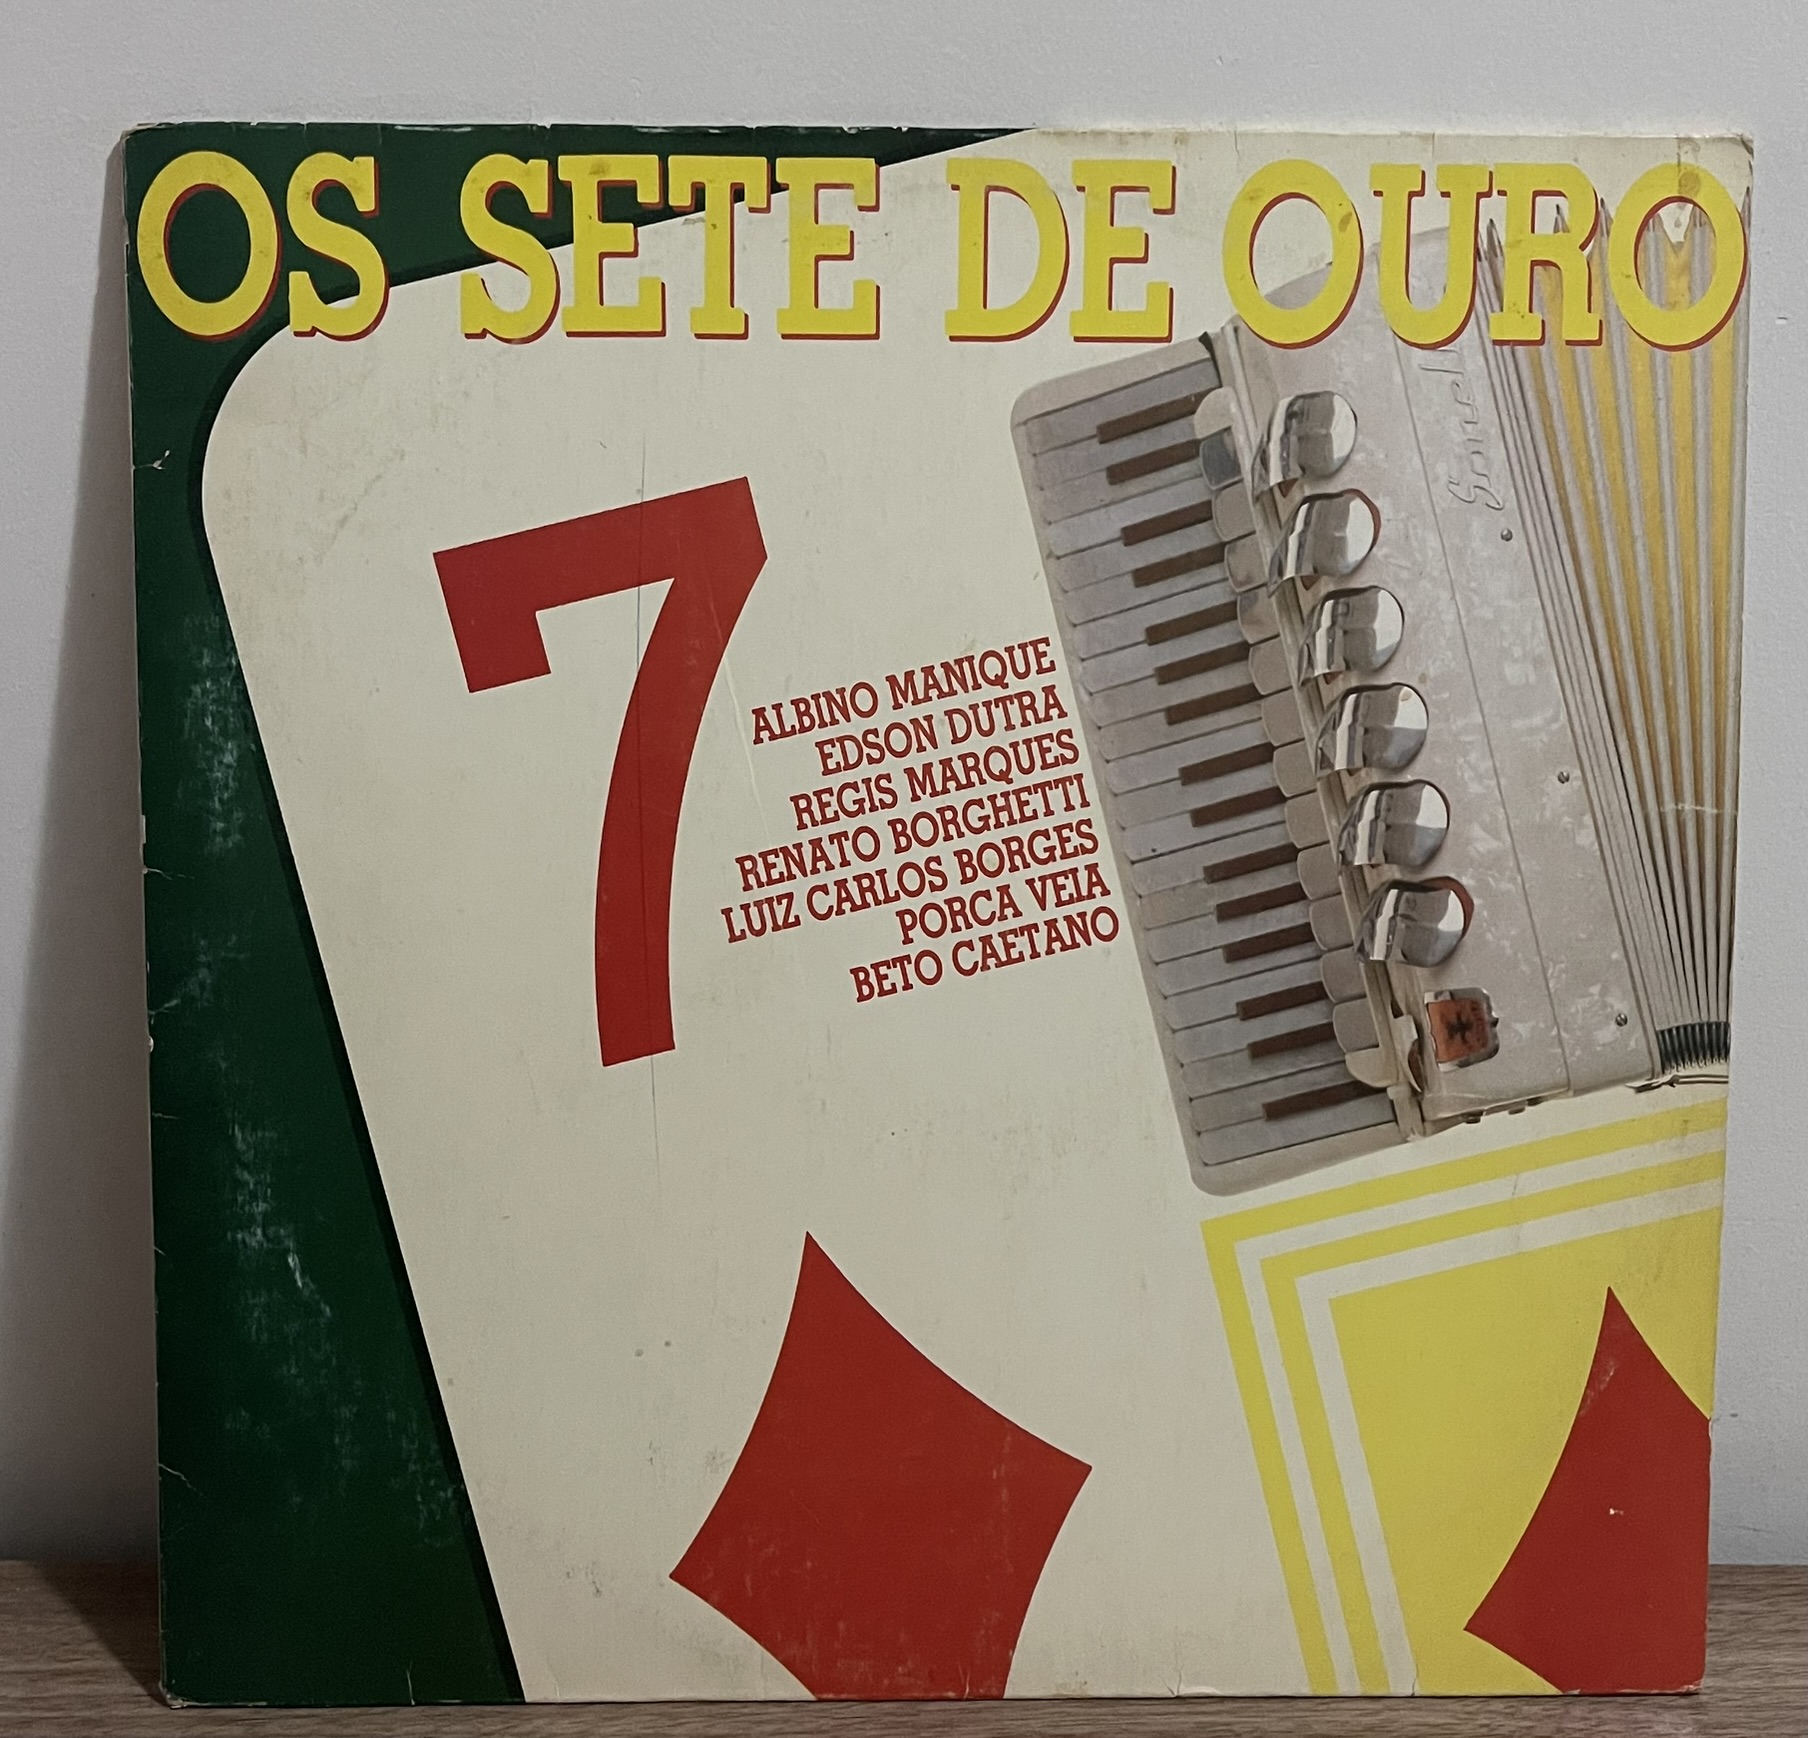 OS SETE DE OURO
7
ALBINO MANIQUE
EDSON DUTRA
REGIS MARQUES
RENATO BORGHETTI
LUIZ CARLOS BORGES
PORCA VEIA
BETO CAETANO